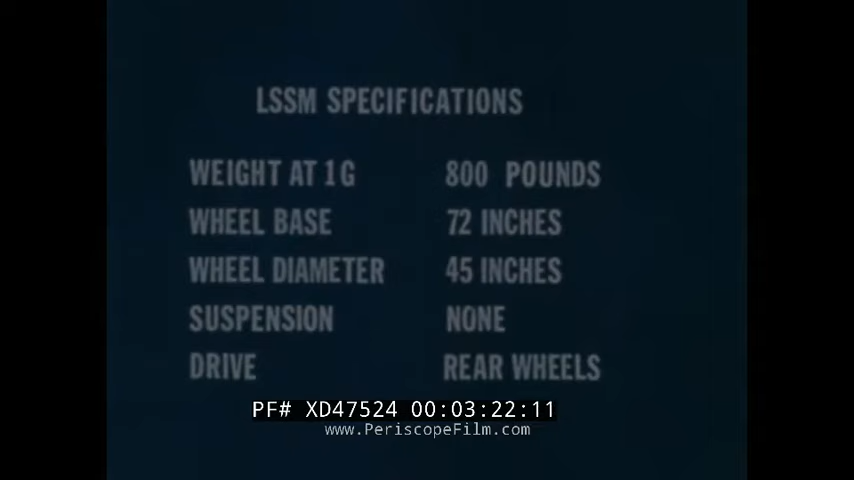 LSSM SPECIFICATIONS
WEIGHT AT 1G 800 POUNDS
WHEEL BASE 72 INCHES
WHEEL DIAMETER 45 INCHES
SUSPENSION NONE
DRIVE REAR WHEELS
PF# XD47524 00:03:22:11
www.PeriscopeFilm.com